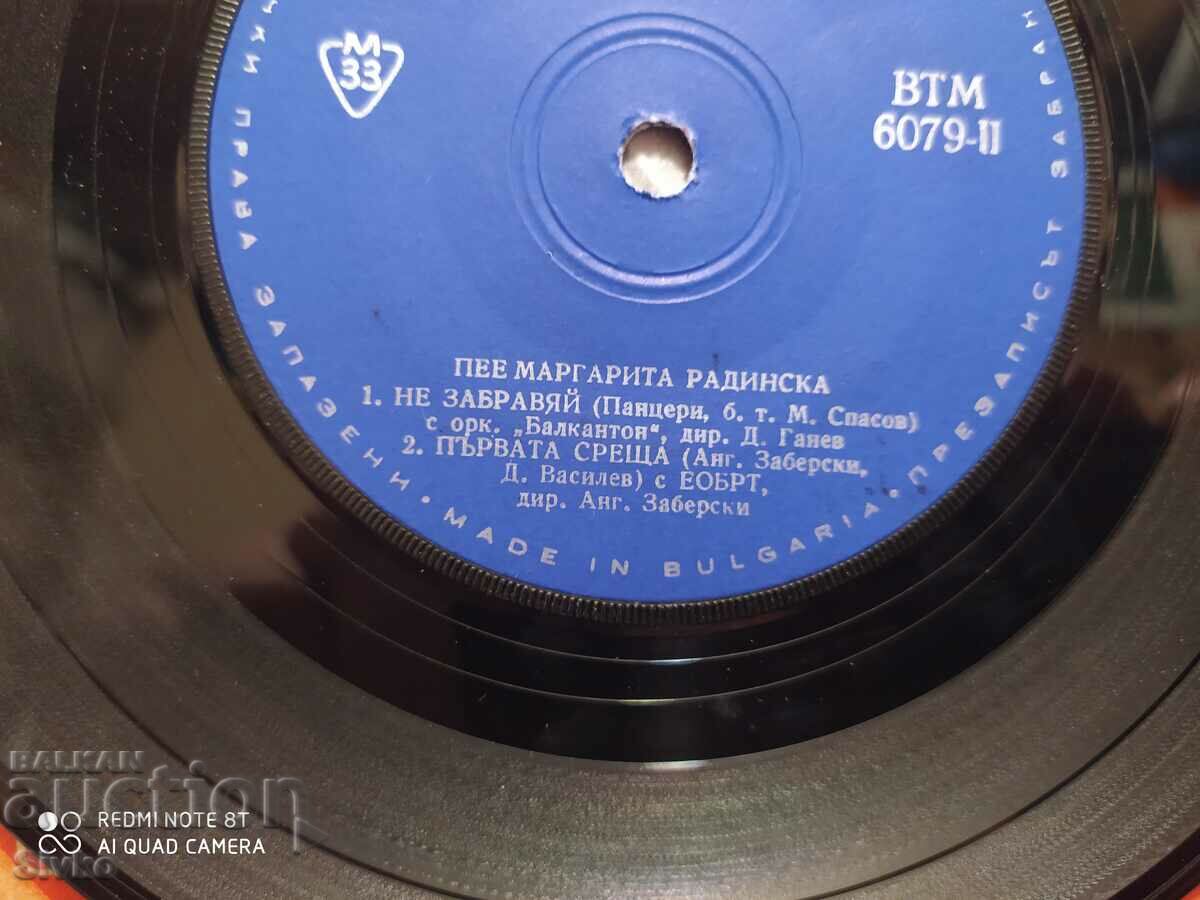 М
33
ВТМ
6079-II
ПЕЕ МАРГАРИТА РАДИНСКА
1. НЕ ЗАБРАВЯЙ (Панцери, б. т. М. Спасов)
с орк. „Балкантон", дир. Д. Ганев
2. ПЪРВАТА СРЕЩА (Анг. Заберски,
Д. Василев) с ЕОБРТ,
дир. Анг. Заберски
ПРАВА ЗАПАЗЕНИ · MADE IN BULGARIA · ПРЕЗАПИСЪТ ЗАБРАН
BALKAN
auction
REDMI NOTE 8T
AI QUAD CAMERA
Sivko